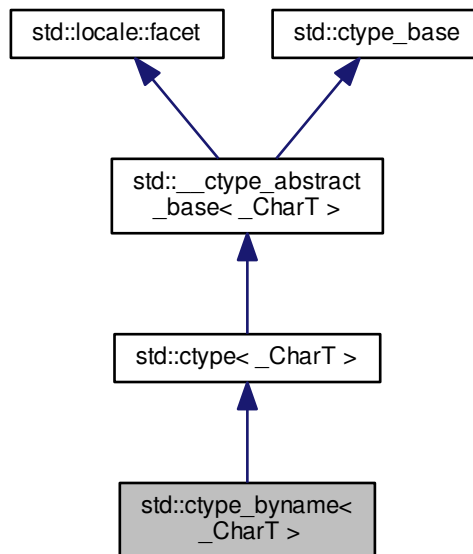 std::locale::facet
std::ctype_base
std::__ctype_abstract
_base< _CharT >
std::ctype< _CharT >
std::ctype_byname<
_CharT >